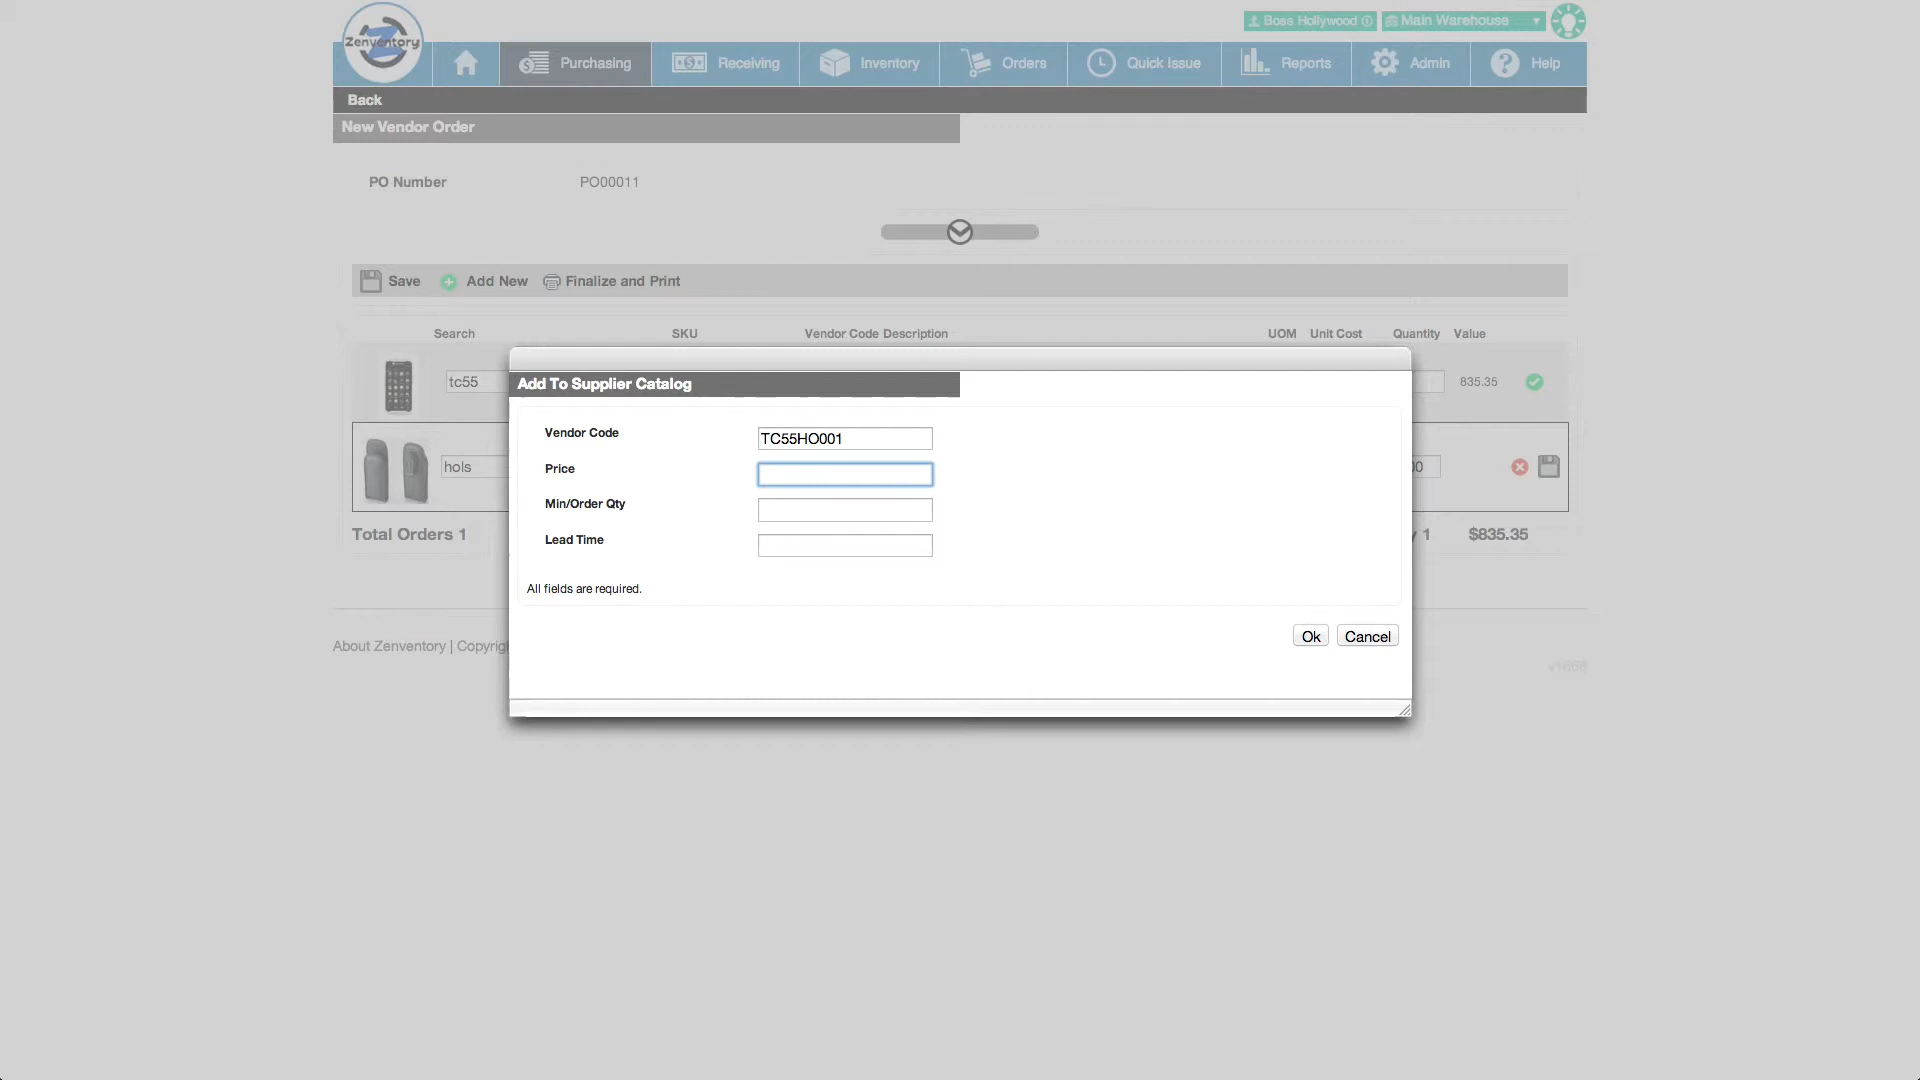 Boss Hollywood
Main Warehouse
Zenventory
Purchasing
Receiving
Inventory
Orders
Quick Issue
Reports
Admin
Help
Back
New Vendor Order
PO Number PO00011
Save Add New Finalize and Print
Search SKU Vendor Code Description UOM Unit Cost Quantity Value
tc55 835.35
Add To Supplier Catalog
Vendor Code TC55HO001
Price
hols
Min/Order Qty
Total Orders 1 1 $835.35
Lead Time
All fields are required.
Ok Cancel
About Zenventory |
v1666